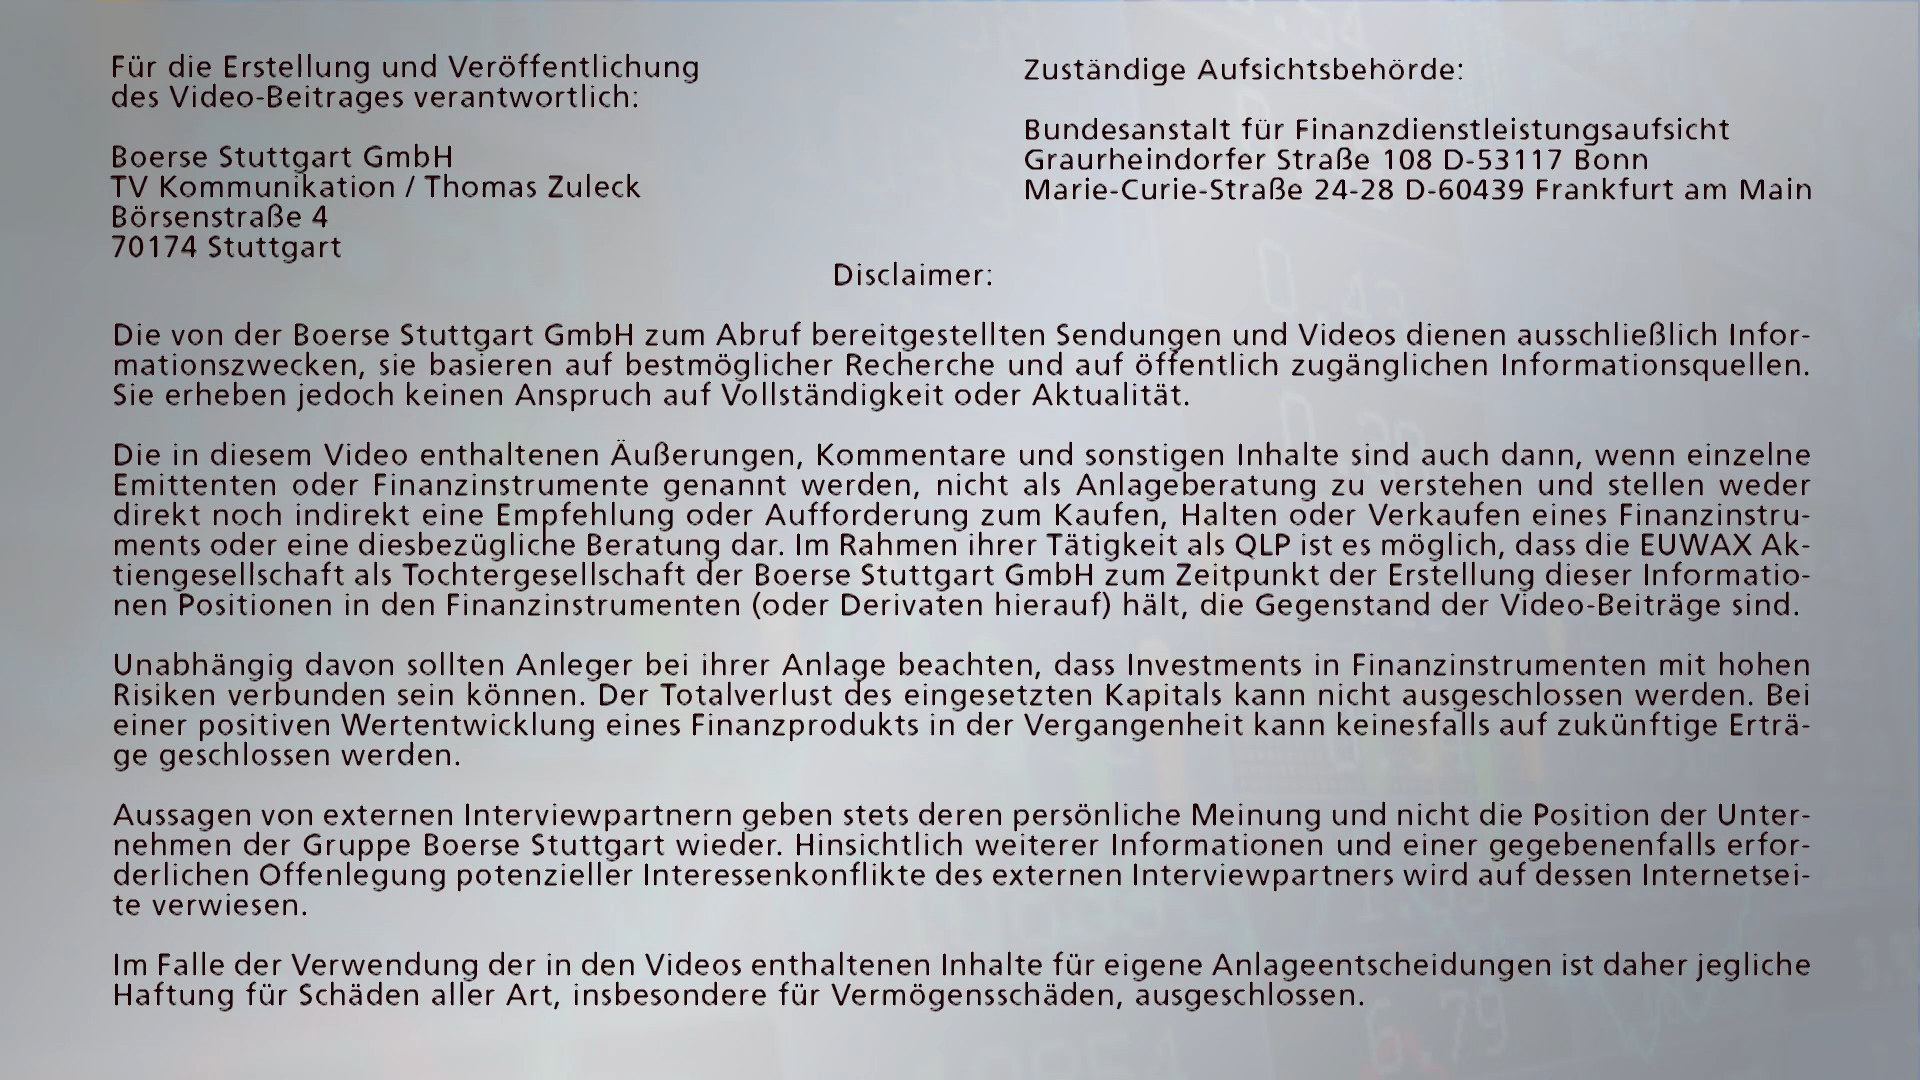 Für die Erstellung und Veröffentlichung
des Video-Beitrages verantwortlich:
Boerse Stuttgart GmbH
TV Kommunikation / Thomas Zuleck
Börsenstraße 4
70174 Stuttgart
Zuständige Aufsichtsbehörde:
Bundesanstalt für Finanzdienstleistungsaufsicht
Graurheindorfer Straße 108 D-53117 Bonn
Marie-Curie-Straße 24-28 D-60439 Frankfurt am Main
Disclaimer:
Die von der Boerse Stuttgart GmbH zum Abruf bereitgestellten Sendungen und Videos dienen ausschließlich Infor-
mationszwecken, sie basieren auf bestmöglicher Recherche und auf öffentlich zugänglichen Informationsquellen.
Sie erheben jedoch keinen Anspruch auf Vollständigkeit oder Aktualität.
Die in diesem Video enthaltenen Äußerungen, Kommentare und sonstigen Inhalte sind auch dann, wenn einzelne
Emittenten oder Finanzinstrumente genannt werden, nicht als Anlageberatung zu verstehen und stellen weder
direkt noch indirekt eine Empfehlung oder Aufforderung zum Kaufen, Halten oder Verkaufen eines Finanzinstru-
ments oder eine diesbezügliche Beratung dar. Im Rahmen ihrer Tätigkeit als QLP ist es möglich, dass die EUWAX Ak-
tiengesellschaft als Tochtergesellschaft der Boerse Stuttgart GmbH zum Zeitpunkt der Erstellung dieser Informatio-
nen Positionen in den Finanzinstrumenten (oder Derivaten hierauf) hält, die Gegenstand der Video-Beiträge sind.
Unabhängig davon sollten Anleger bei ihrer Anlage beachten, dass Investments in Finanzinstrumenten mit hohen
Risiken verbunden sein können. Der Totalverlust des eingesetzten Kapitals kann nicht ausgeschlossen werden. Bei
einer positiven Wertentwicklung eines Finanzprodukts in der Vergangenheit kann keinesfalls auf zukünftige Erträ-
ge geschlossen werden.
Aussagen von externen Interviewpartnern geben stets deren persönliche Meinung und nicht die Position der Unter-
nehmen der Gruppe Boerse Stuttgart wieder. Hinsichtlich weiterer Informationen und einer gegebenenfalls erfor-
derlichen Offenlegung potenzieller Interessenkonflikte des externen Interviewpartners wird auf dessen Internetsei-
te verwiesen.
Im Falle der Verwendung der in den Videos enthaltenen Inhalte für eigene Anlageentscheidungen ist daher jegliche
Haftung für Schäden aller Art, insbesondere für Vermögensschäden, ausgeschlossen.